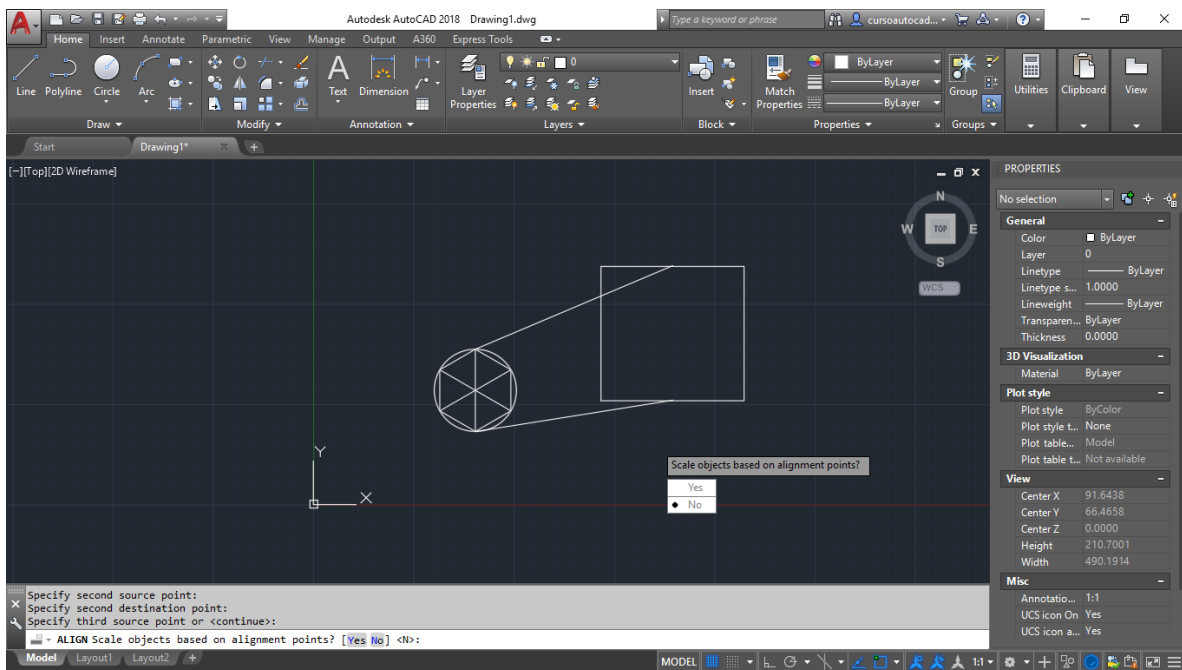 Autodesk AutoCAD 2018 Drawing1.dwg
Type a keyword or phrase
cursoautocad...
Home Insert Annotate Parametric View Manage Output A360 Express Tools
Line Polyline Circle Arc
Text Dimension
Layer Properties
0
Insert
Match Properties
ByLayer
ByLayer
ByLayer
Group
Utilities
Clipboard
View
Draw
Modify
Annotation
Layers
Block
Properties
Groups
Start
Drawing1*
[−][Top][2D Wireframe]
N
W TOP E
S
WCS
Y
X
Scale objects based on alignment points?
Yes
No
PROPERTIES
No selection
General
Color ByLayer
Layer 0
Linetype ByLayer
Linetype s... 1.0000
Lineweight ByLayer
Transparen... ByLayer
Thickness 0.0000
3D Visualization
Material ByLayer
Plot style
Plot style ByColor
Plot style t... None
Plot table... Model
Plot table t... Not available
View
Center X 91.6438
Center Y 66.4658
Center Z 0.0000
Height 210.7001
Width 490.1914
Misc
Annotatio... 1:1
UCS icon On Yes
UCS icon a... Yes
Specify second source point:
Specify second destination point:
Specify third source point or <continue>:
ALIGN Scale objects based on alignment points? [Yes No] <N>:
Model Layout1 Layout2 +
MODEL
1:1